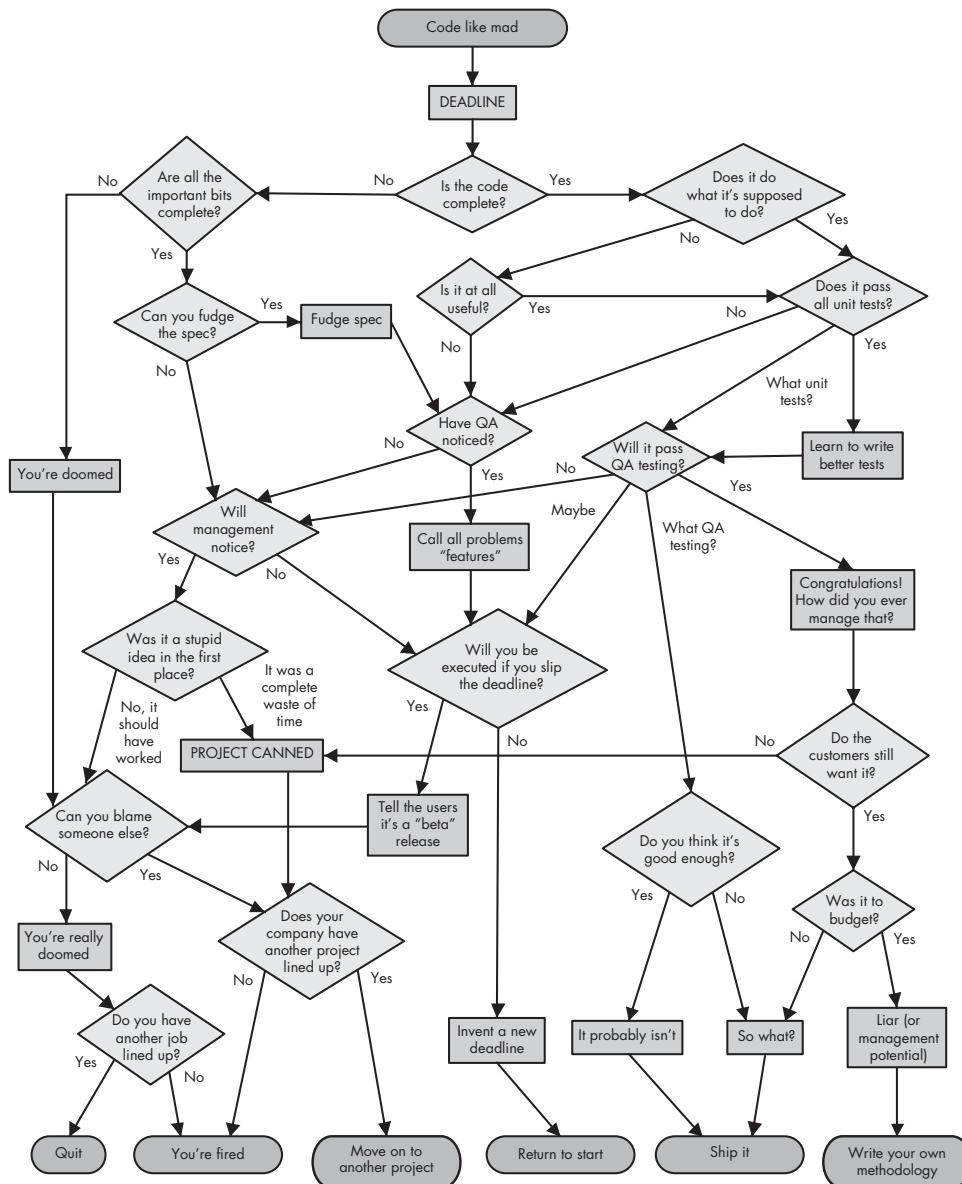 Code like mad
DEADLINE
Is the code
complete?
No
Yes
Are all the
important bits
complete?
No
Yes
Does it do
what it's supposed
to do?
No
Yes
Can you fudge
the spec?
Yes
No
Fudge spec
Is it at all
useful?
Yes
No
Does it pass
all unit tests?
No
Yes
What unit
tests?
Have QA
noticed?
No
Yes
Will it pass
QA testing?
No
Yes
Maybe
What QA
testing?
Learn to write
better tests
You're doomed
Will
management
notice?
Yes
No
Call all problems
“features”
Congratulations!
How did you ever
manage that?
Was it a stupid
idea in the first
place?
No, it
should
have
worked
It was a
complete
waste of
time
Will you be
executed if you slip
the deadline?
Yes
No
PROJECT CANNED
Do the
customers still
want it?
No
Yes
Can you blame
someone else?
No
Yes
Tell the users
it's a “beta”
release
Do you think it's
good enough?
Yes
No
Was it to
budget?
No
Yes
You're really
doomed
Does your
company have
another project
lined up?
No
Yes
Do you have
another job
lined up?
Yes
No
Invent a new
deadline
It probably isn't
So what?
Liar (or
management
potential)
Quit
You're fired
Move on to
another project
Return to start
Ship it
Write your own
methodology